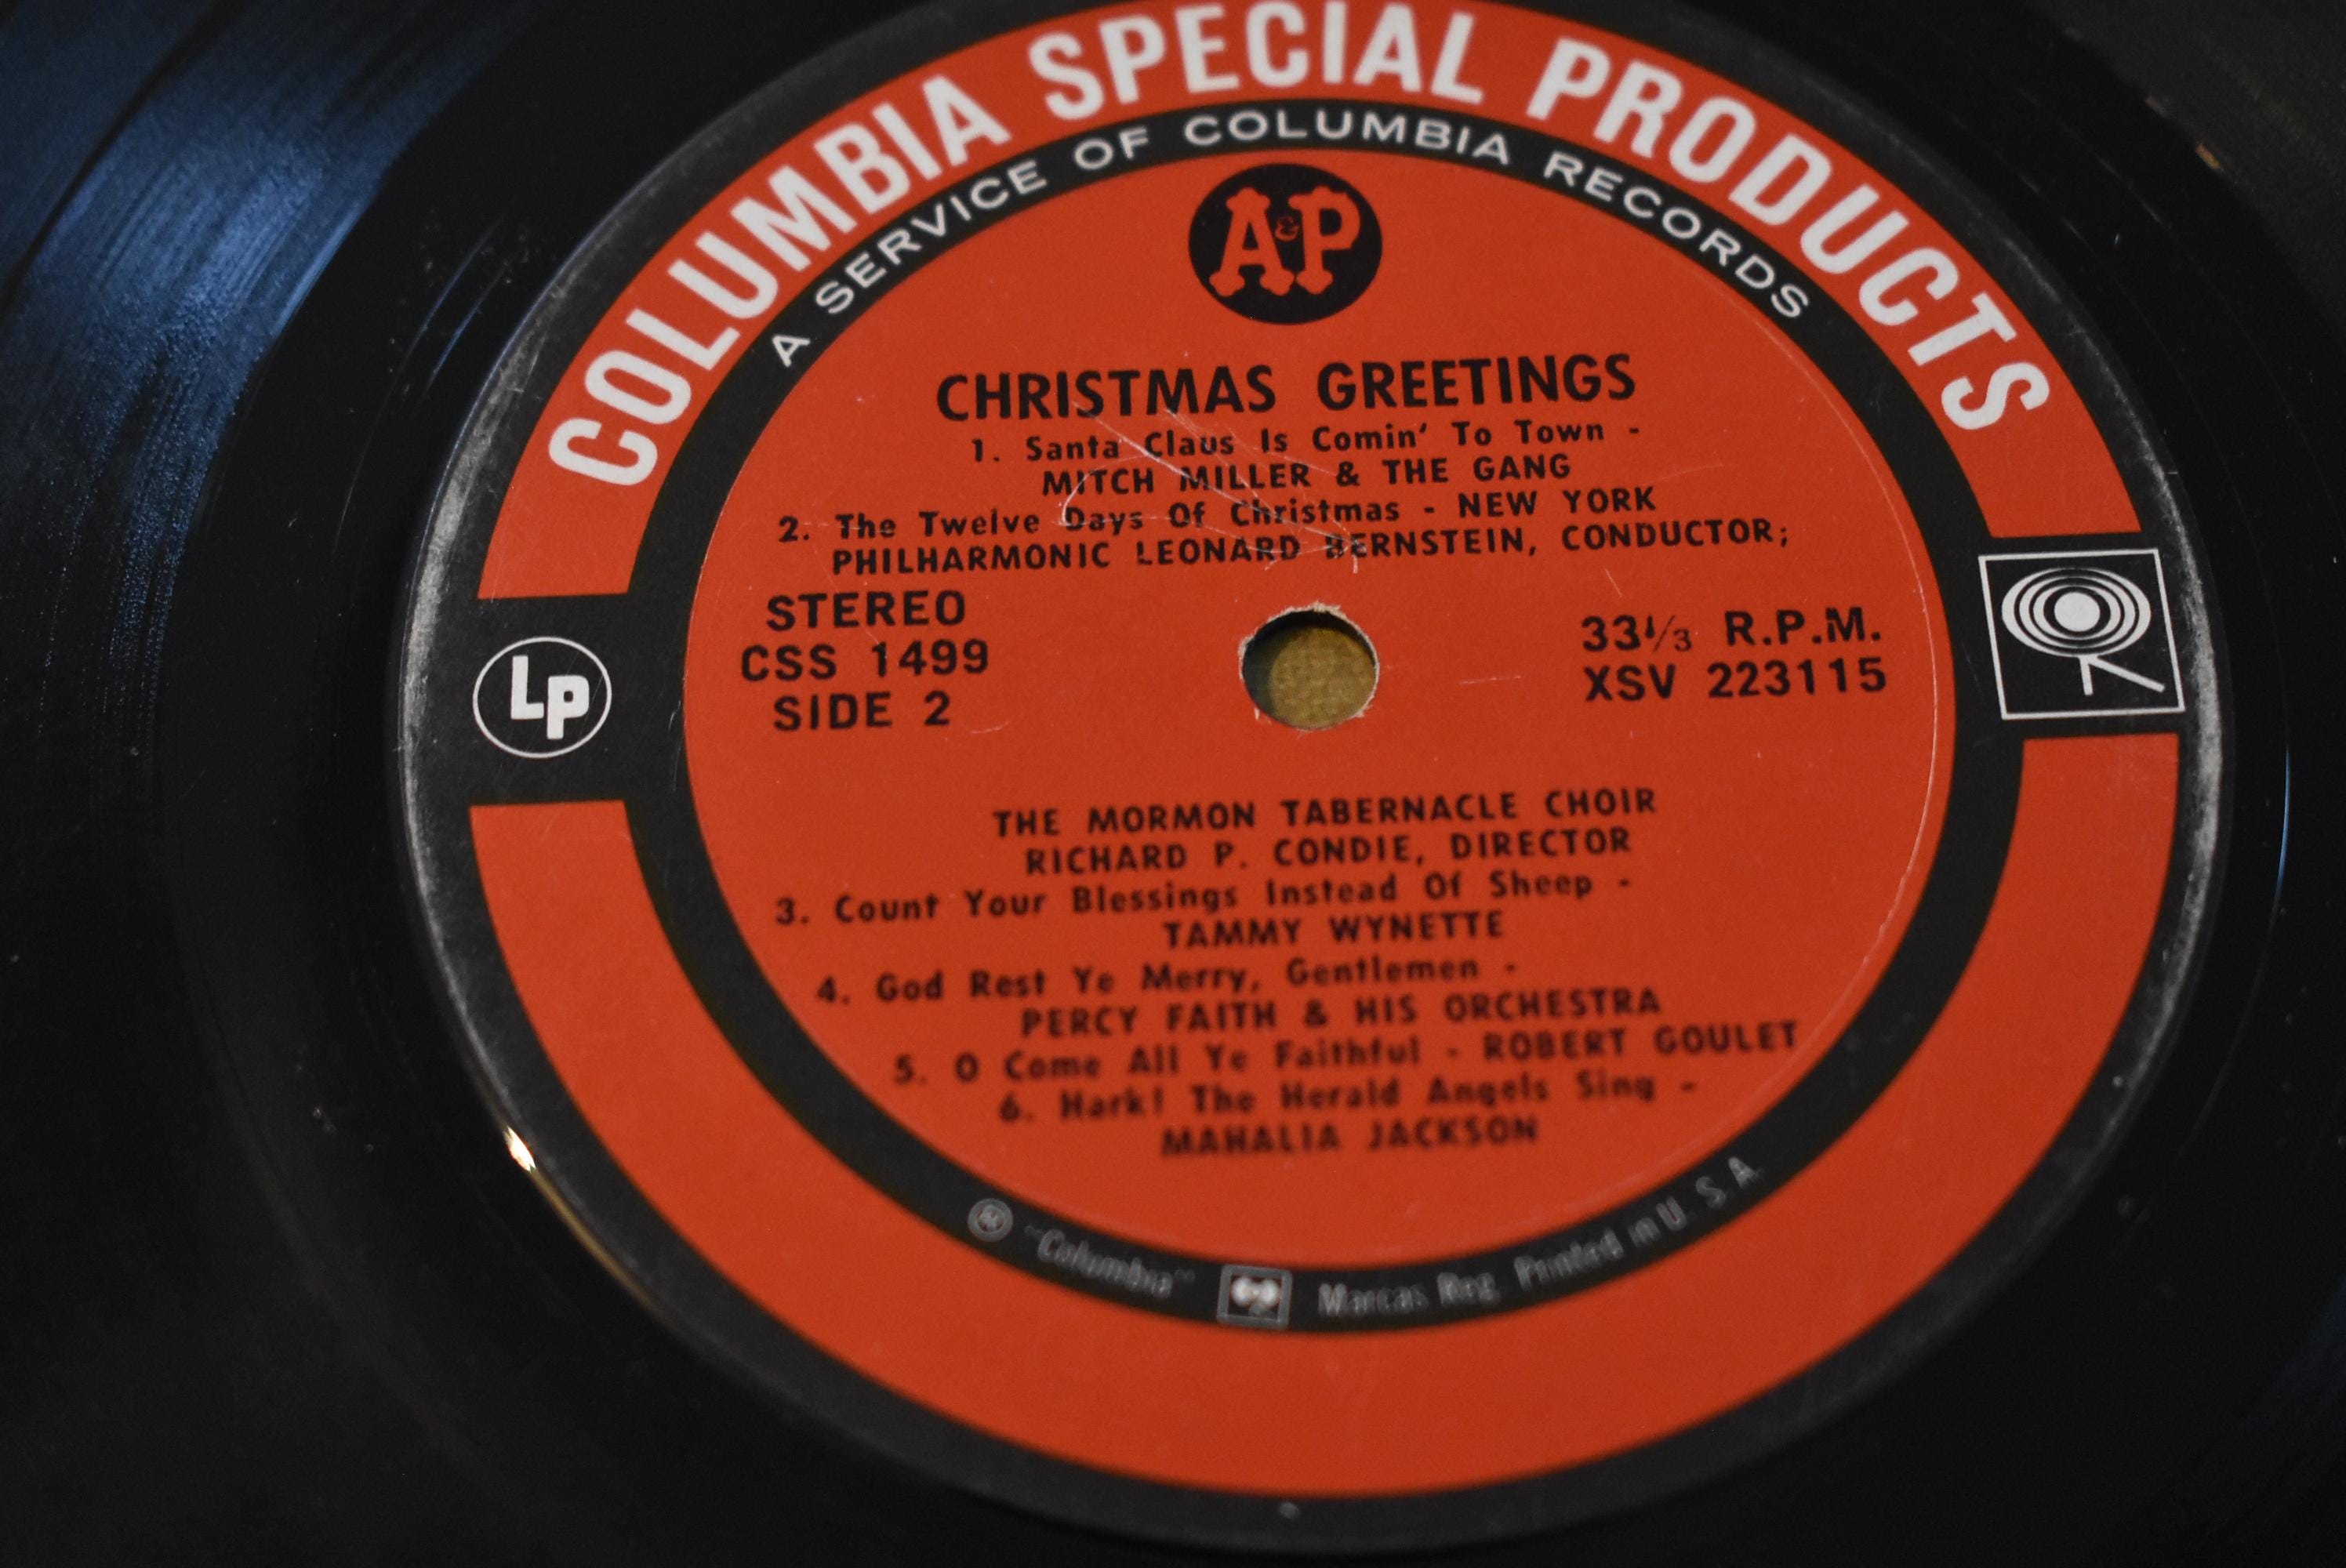 COLUMBIA SPECIAL PRODUCTS
A SERVICE OF COLUMBIA RECORDS
A&P
CHRISTMAS GREETINGS
1. Santa Claus Is Comin' To Town -
MITCH MILLER & THE GANG
2. The Twelve Days Of Christmas - NEW YORK
PHILHARMONIC LEONARD BERNSTEIN, CONDUCTOR;
STEREO
CSS 1499
SIDE 2
33 1/3 R.P.M.
XSV 223115
Lp
THE MORMON TABERNACLE CHOIR
RICHARD P. CONDIE, DIRECTOR
3. Count Your Blessings Instead Of Sheep -
TAMMY WYNETTE
4. God Rest Ye Merry, Gentlemen -
PERCY FAITH & HIS ORCHESTRA
5. O Come All Ye Faithful - ROBERT GOULET
6. Hark! The Herald Angels Sing -
MAHALIA JACKSON
"Columbia" Marcas Reg. Printed in U.S.A.